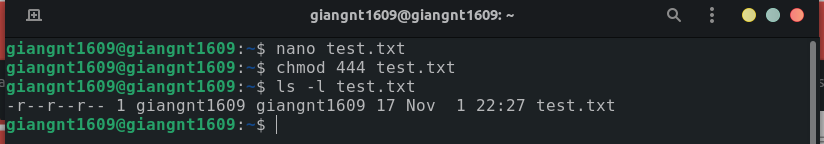 giangnt1609@giangnt1609: ~
giangnt1609@giangnt1609:~$ nano test.txt
giangnt1609@giangnt1609:~$ chmod 444 test.txt
giangnt1609@giangnt1609:~$ ls -l test.txt
-r--r--r-- 1 giangnt1609 giangnt1609 17 Nov  1 22:27 test.txt
giangnt1609@giangnt1609:~$